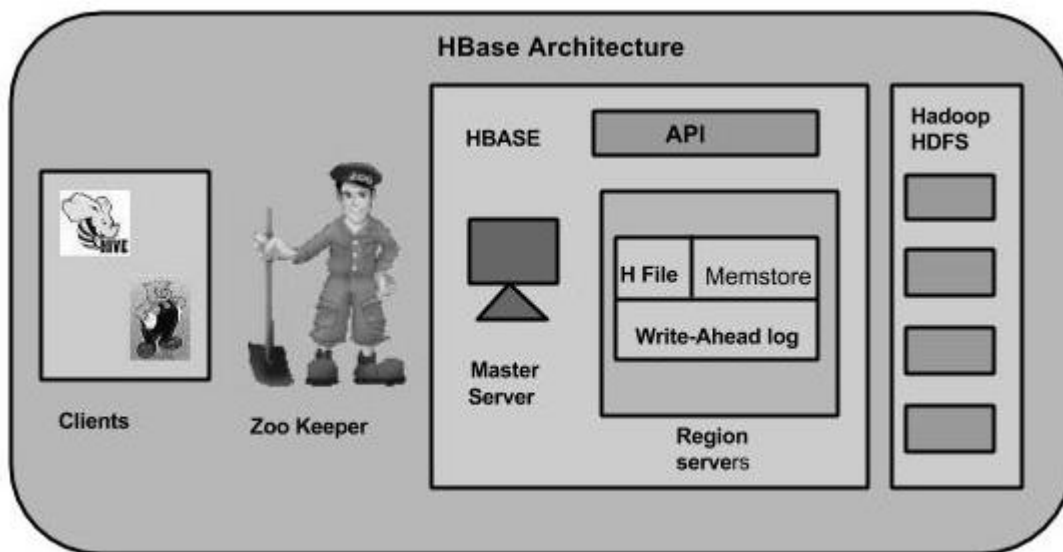 HBase Architecture
HIVE
Clients
ZOO
Zoo Keeper
HBASE
API
Master
Server
H File
Memstore
Write-Ahead log
Region
servers
Hadoop
HDFS